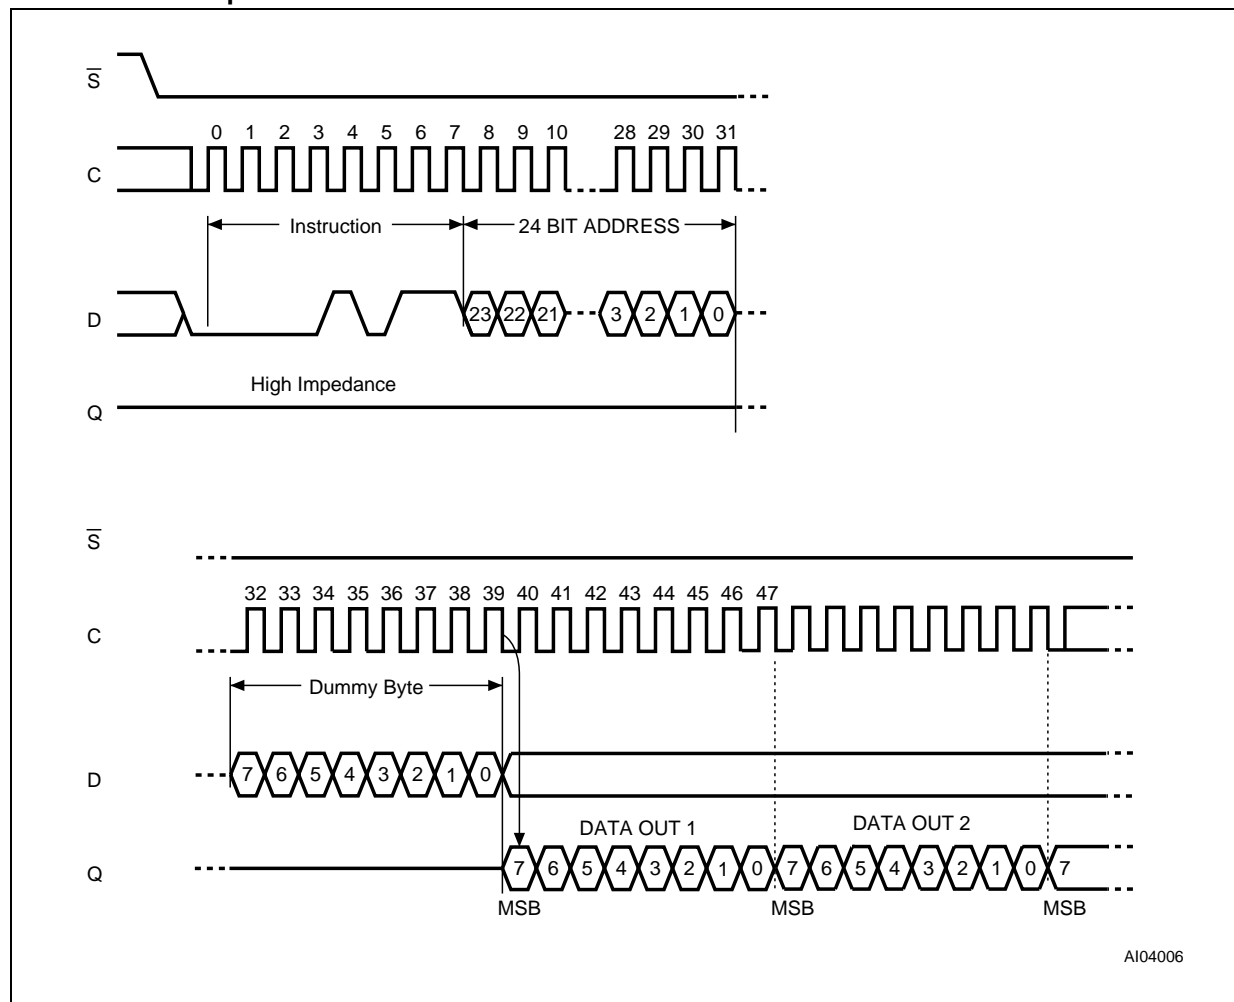 S
0 1 2 3 4 5 6 7 8 9 10 28 29 30 31
C
Instruction 24 BIT ADDRESS
D
23 22 21 3 2 1 0
High Impedance
Q
S
32 33 34 35 36 37 38 39 40 41 42 43 44 45 46 47
C
Dummy Byte
D
7 6 5 4 3 2 1 0
DATA OUT 1 DATA OUT 2
Q
7 6 5 4 3 2 1 0 7 6 5 4 3 2 1 0 7
MSB MSB MSB
AI04006